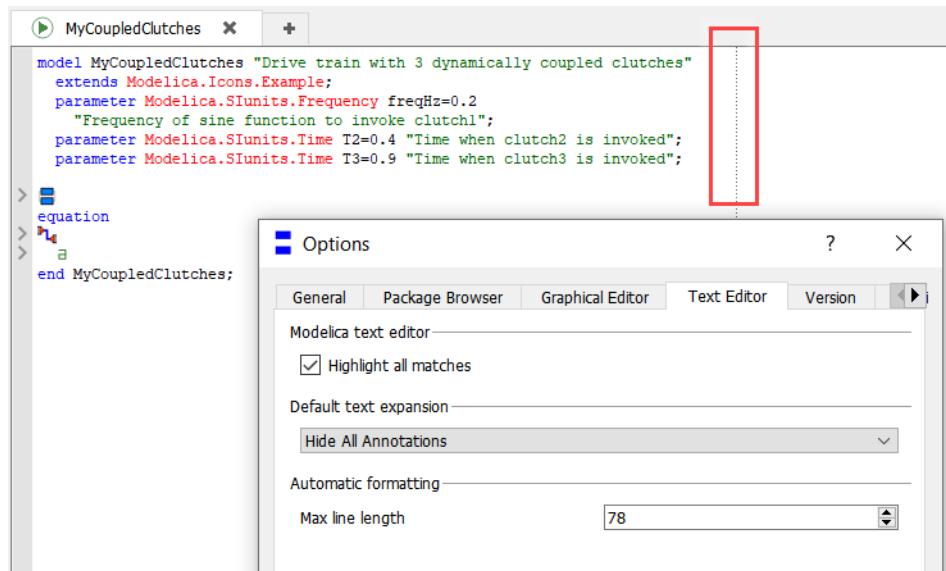 MyCoupledClutches
model MyCoupledClutches "Drive train with 3 dynamically coupled clutches"
extends Modelica.Icons.Example;
parameter Modelica.SIunits.Frequency freqHz=0.2
"Frequency of sine function to invoke clutch1";
parameter Modelica.SIunits.Time T2=0.4 "Time when clutch2 is invoked";
parameter Modelica.SIunits.Time T3=0.9 "Time when clutch3 is invoked";
equation
a
end MyCoupledClutches;
Options
General Package Browser Graphical Editor Text Editor Version
Modelica text editor
Highlight all matches
Default text expansion
Hide All Annotations
Automatic formatting
Max line length 78